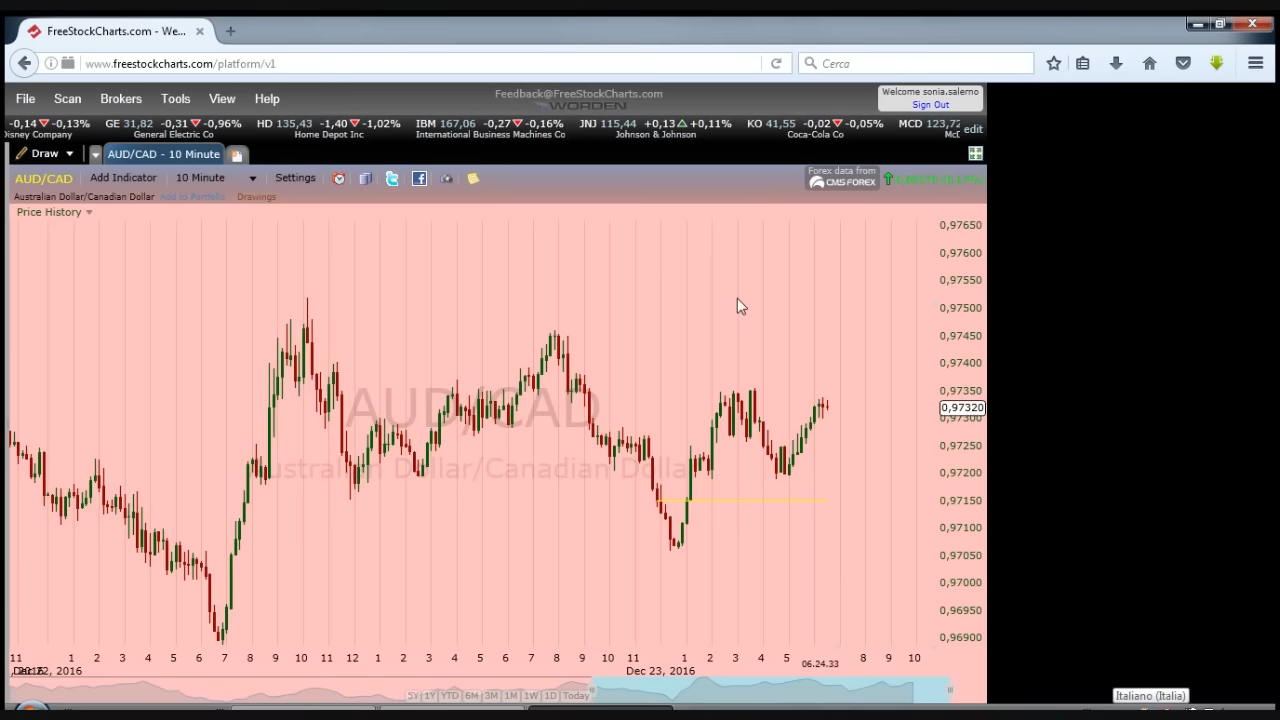 FreeStockCharts.com - We...
www.freestockcharts.com/platform/v1
Cerca
File Scan Brokers Tools View Help
Feedback@FreeStockCharts.com
WORDEN
Welcome sonia.salerno
Sign Out
-0,14 -0,13% GE 31,82 -0,31 -0,96% HD 135,43 -1,40 -1,02% IBM 167,06 -0,27 -0,16% JNJ 115,44 +0,13 +0,11% KO 41,55 -0,02 -0,05% MCD 123,72
Disney Company General Electric Co Home Depot Inc International Business Machines Co Johnson & Johnson Coca-Cola Co McD
edit
Draw AUD/CAD - 10 Minute
AUD/CAD Add Indicator 10 Minute Settings
Forex data from
CMS FOREX
Australian Dollar/Canadian Dollar Add to Portfolio Drawings
Price History
0,97650
0,97600
0,97550
0,97500
0,97450
0,97400
0,97350
0,97320
0,97300
0,97250
0,97200
0,97150
0,97100
0,97050
0,97000
0,96950
0,96900
AUD/CAD
Australian Dollar/Canadian Dollar
11 1 2 3 4 5 6 7 8 9 10 11 12 1 2 3 4 5 6 7 8 9 10 11 1 2 3 4 5 06.24.33 8 9 10
22, 2016 Dec 23, 2016
5Y 1Y YTD 6M 3M 1M 1W 1D Today
Italiano (Italia)